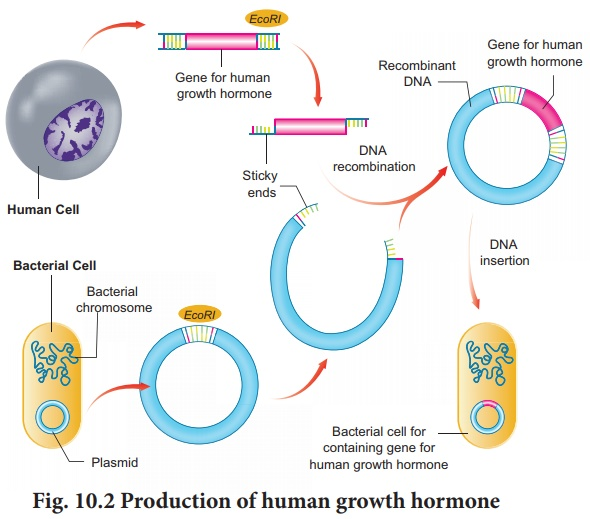 EcoRI
Gene for human
growth hormone
Human Cell
Sticky
ends
DNA
recombination
Recombinant
DNA
Gene for human
growth hormone
DNA
insertion
Bacterial Cell
Bacterial
chromosome
EcoRI
Plasmid
Bacterial cell for
containing gene for
human growth hormone
Fig. 10.2 Production of human growth hormone